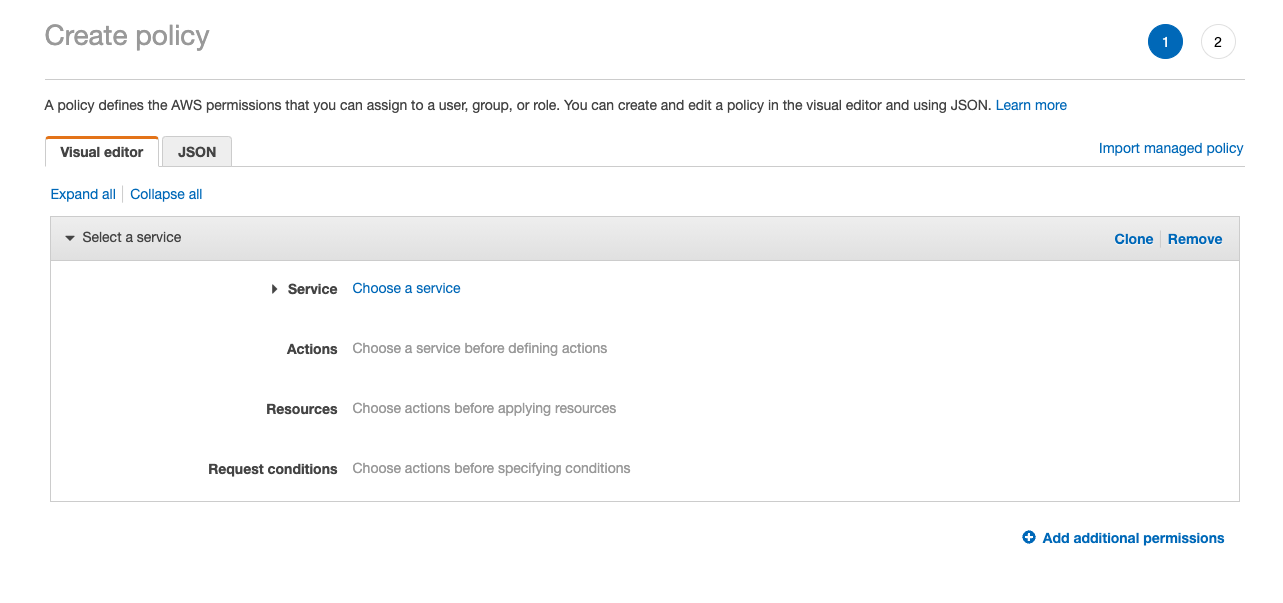 Create policy
1 2
A policy defines the AWS permissions that you can assign to a user, group, or role. You can create and edit a policy in the visual editor and using JSON. Learn more
Visual editor JSON Import managed policy
Expand all Collapse all
Select a service Clone Remove
Service Choose a service
Actions Choose a service before defining actions
Resources Choose actions before applying resources
Request conditions Choose actions before specifying conditions
Add additional permissions